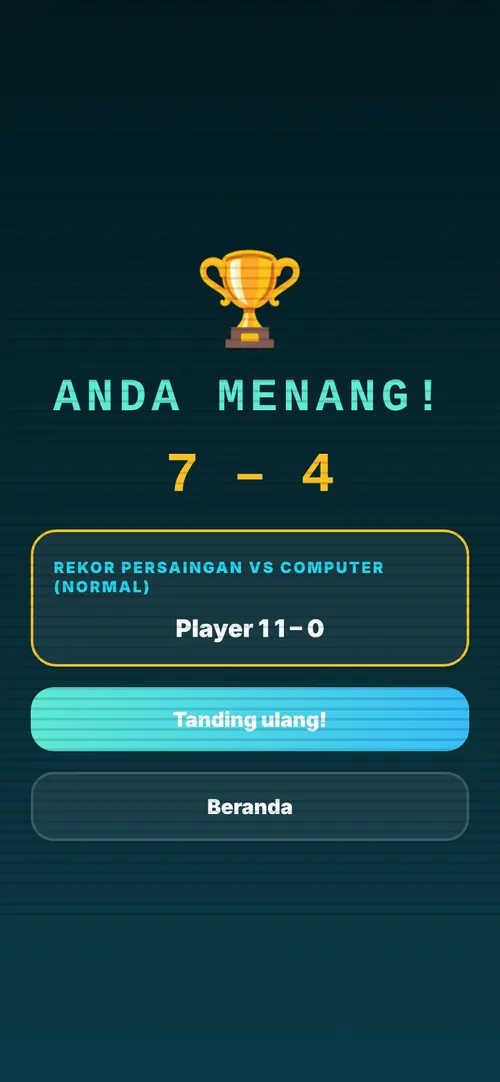 ANDA MENANG!
7 – 4
REKOR PERSAINGAN VS COMPUTER
(NORMAL)
Player 11 – 0
Tanding ulang!
Beranda